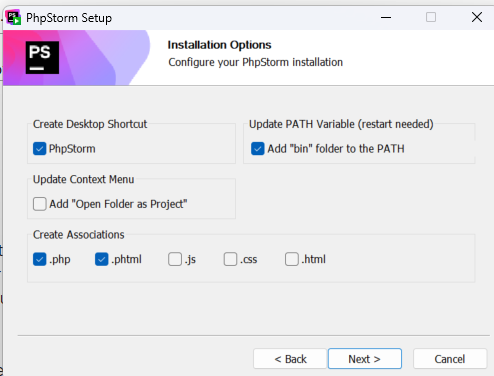 PhpStorm Setup
PS
Installation Options
Configure your PhpStorm installation
Create Desktop Shortcut
PhpStorm
Update PATH Variable (restart needed)
Add "bin" folder to the PATH
Update Context Menu
Add "Open Folder as Project"
Create Associations
.php .phtml .js .css .html
< Back Next > Cancel